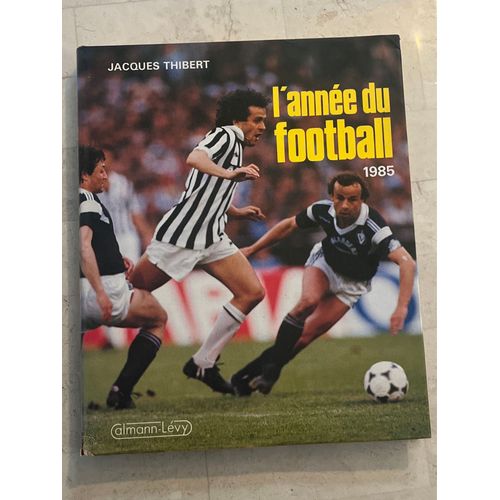 JACQUES THIBERT
l'année du
football
1985
calmann-Lévy